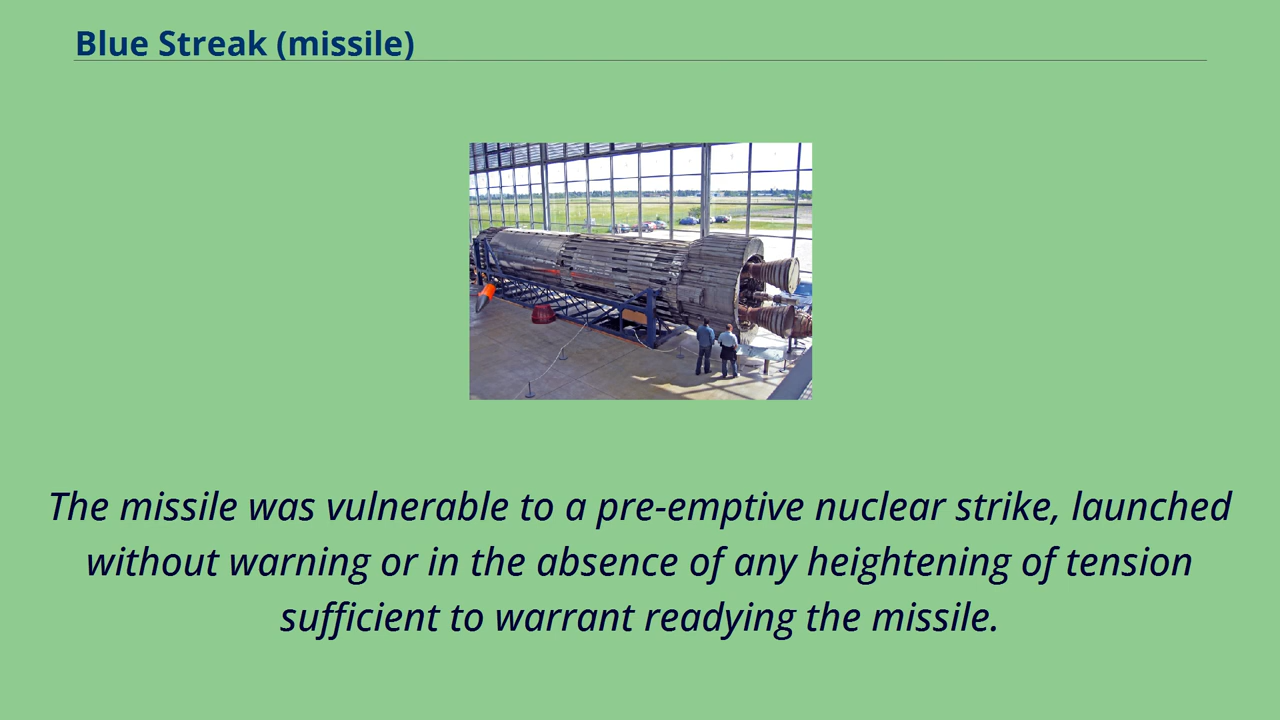 Blue Streak (missile)
The missile was vulnerable to a pre-emptive nuclear strike, launched
without warning or in the absence of any heightening of tension
sufficient to warrant readying the missile.